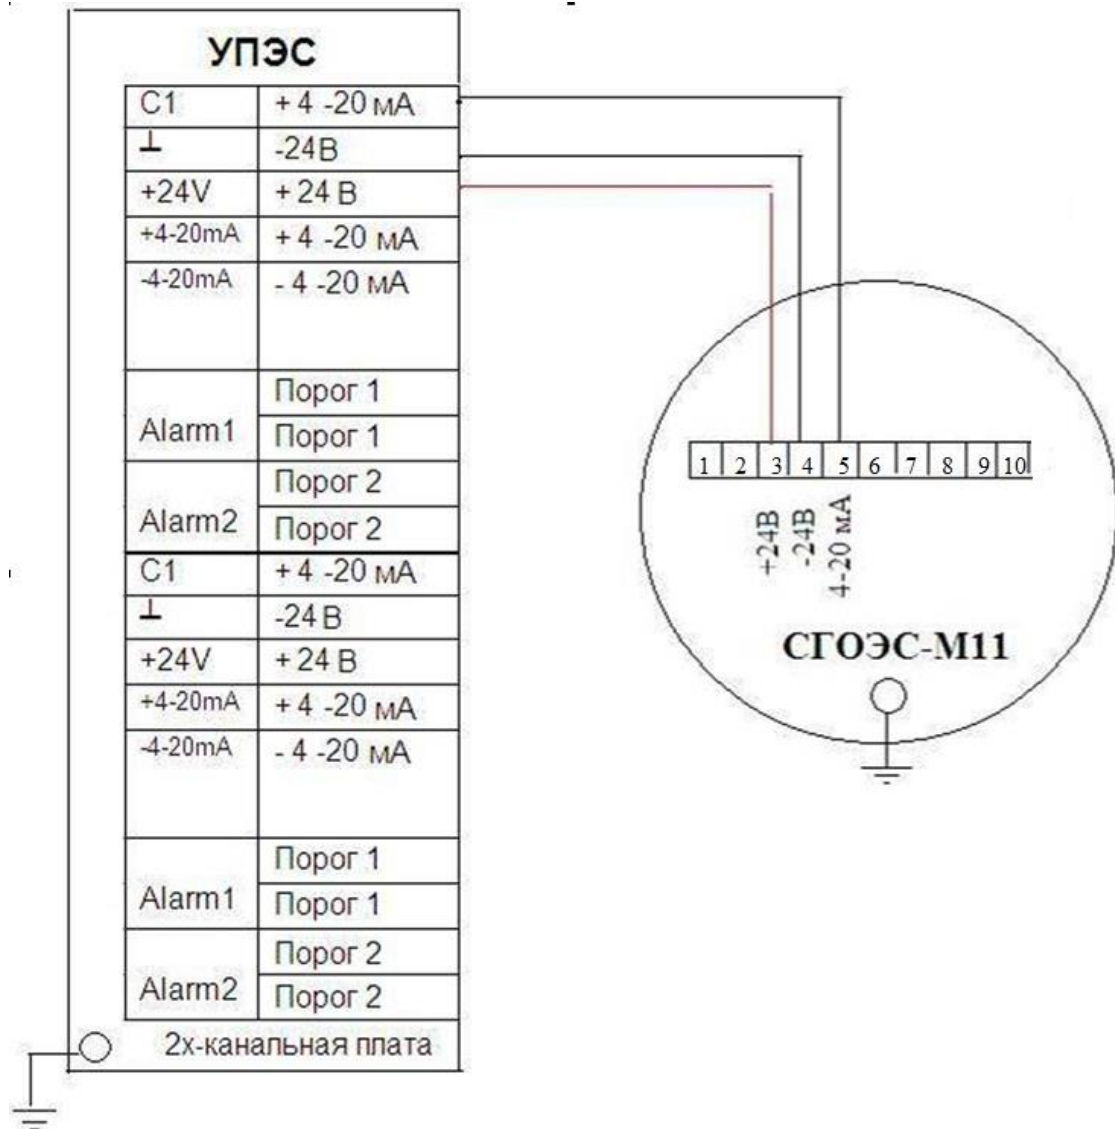 УПЭС
С1 +4 -20 мА
⊥ -24В
+24V +24 В
+4-20mA +4 -20 мА
-4-20mA - 4 -20 мА
Порог 1
Alarm1 Порог 1
Порог 2
Alarm2 Порог 2
С1 +4 -20 мА
⊥ -24 В
+24V +24 В
+4-20mA +4 -20 мА
-4-20mA - 4 -20 мА
Порог 1
Alarm1 Порог 1
Порог 2
Alarm2 Порог 2
2х-канальная плата
1 2 3 4 5 6 7 8 9 10
+24В
-24В
4-20 мА
СГОЭС-М11